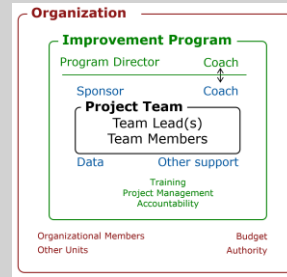 Organization
Improvement Program
Program Director Coach
Sponsor Coach
Project Team
Team Lead(s)
Team Members
Data Other support
Training
Project Management
Accountability
Organizational Members Budget
Other Units Authority